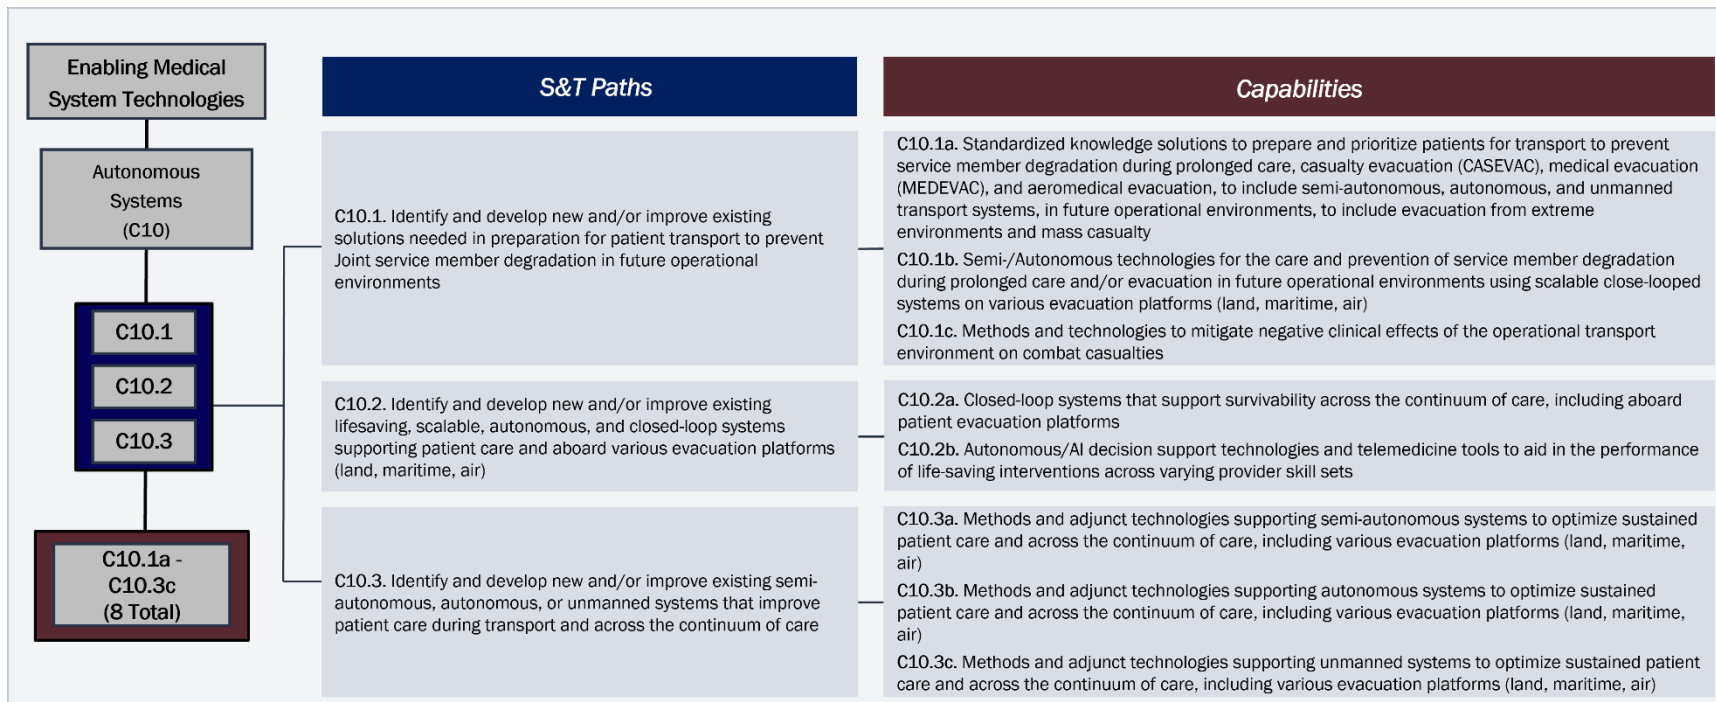 Enabling Medical
System Technologies
Autonomous
Systems
(C10)
C10.1
C10.2
C10.3
C10.1a -
C10.3c
(8 Total)
S&T Paths
Capabilities
C10.1. Identify and develop new and/or improve existing
solutions needed in preparation for patient transport to prevent
Joint service member degradation in future operational
environments
C10.1a. Standardized knowledge solutions to prepare and prioritize patients for transport to prevent
service member degradation during prolonged care, casualty evacuation (CASEVAC), medical evacuation
(MEDEVAC), and aeromedical evacuation, to include semi-autonomous, autonomous, and unmanned
transport systems, in future operational environments, to include evacuation from extreme
environments and mass casualty
C10.1b. Semi-/Autonomous technologies for the care and prevention of service member degradation
during prolonged care and/or evacuation in future operational environments using scalable close-looped
systems on various evacuation platforms (land, maritime, air)
C10.1c. Methods and technologies to mitigate negative clinical effects of the operational transport
environment on combat casualties
C10.2. Identify and develop new and/or improve existing
lifesaving, scalable, autonomous, and closed-loop systems
supporting patient care and aboard various evacuation platforms
(land, maritime, air)
C10.2a. Closed-loop systems that support survivability across the continuum of care, including aboard
patient evacuation platforms
C10.2b. Autonomous/AI decision support technologies and telemedicine tools to aid in the performance
of life-saving interventions across varying provider skill sets
C10.3. Identify and develop new and/or improve existing semi-
autonomous, autonomous, or unmanned systems that improve
patient care during transport and across the continuum of care
C10.3a. Methods and adjunct technologies supporting semi-autonomous systems to optimize sustained
patient care and across the continuum of care, including various evacuation platforms (land, maritime,
air)
C10.3b. Methods and adjunct technologies supporting autonomous systems to optimize sustained
patient care and across the continuum of care, including various evacuation platforms (land, maritime,
air)
C10.3c. Methods and adjunct technologies supporting unmanned systems to optimize sustained patient
care and across the continuum of care, including various evacuation platforms (land, maritime, air)